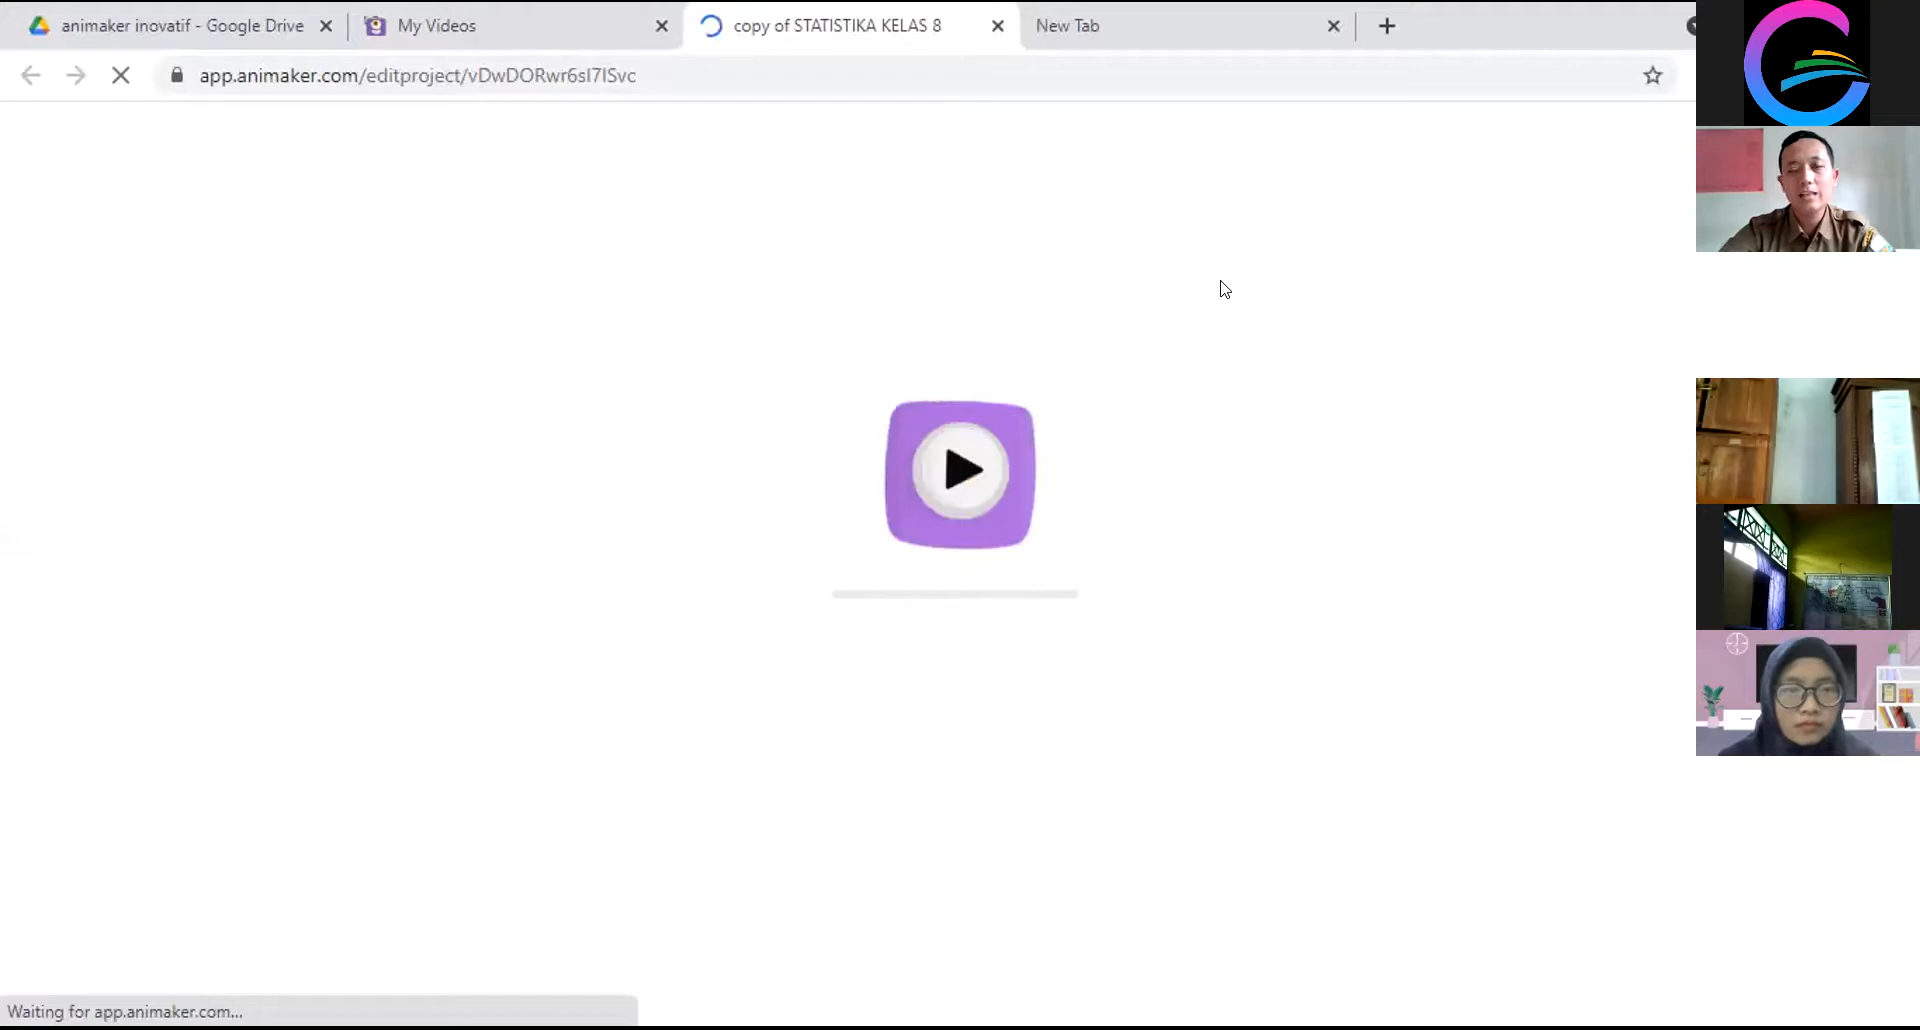 animaker inovatif - Google Drive
My Videos
copy of STATISTIKA KELAS 8
New Tab
app.animaker.com/editproject/vDwDORwr6sI7ISvc
Waiting for app.animaker.com...